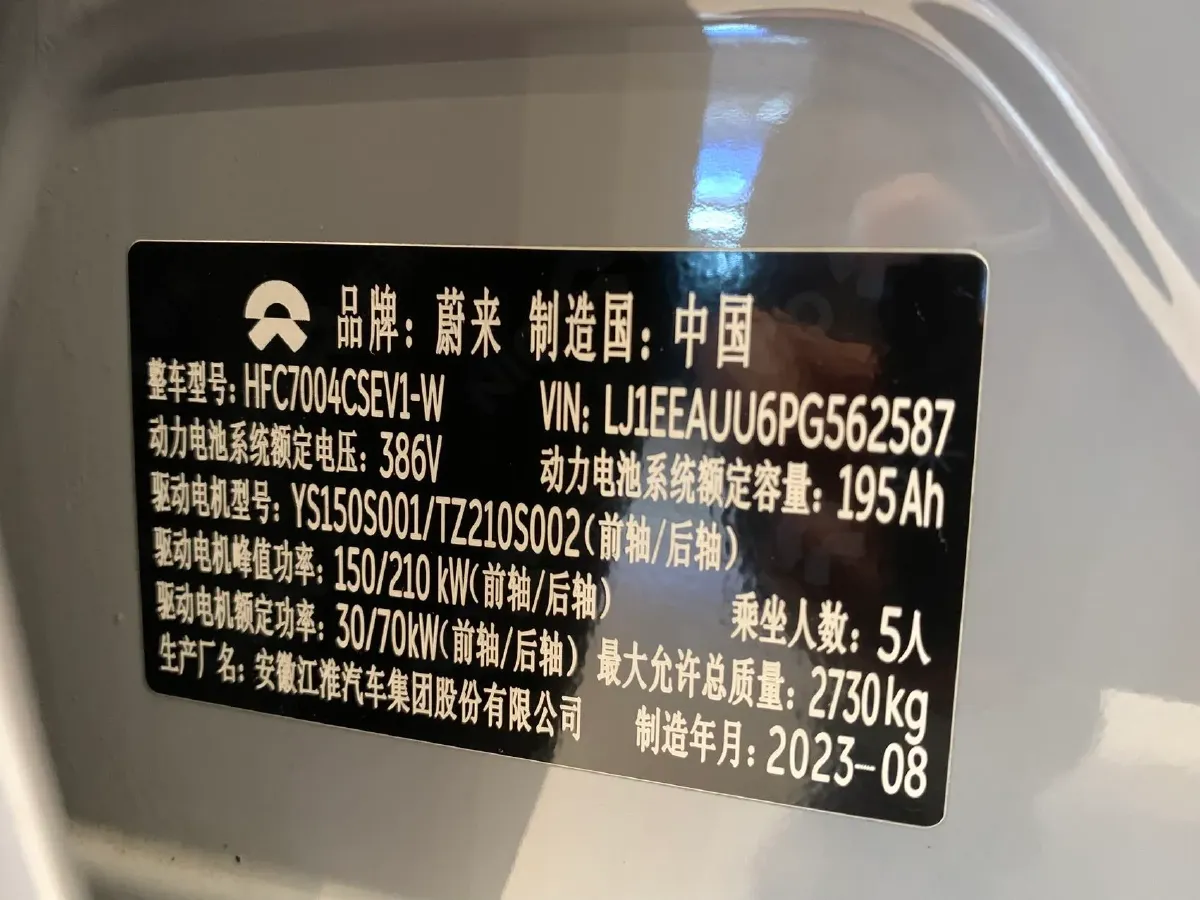 品牌：蔚来 制造国：中国
整车型号：HFC7004CSEV1-W VIN: LJ1EEAUU6PG562587
动力电池系统额定电压：386V 动力电池系统额定容量：195Ah
驱动电机型号：YS150S001/TZ210S002(前轴/后轴)
驱动电机峰值功率：150/210 kW(前轴/后轴) 乘坐人数：5人
驱动电机额定功率：30/70kW(前轴/后轴) 最大允许总质量：2730kg
生产厂名：安徽江淮汽车集团股份有限公司 制造年月：2023-08